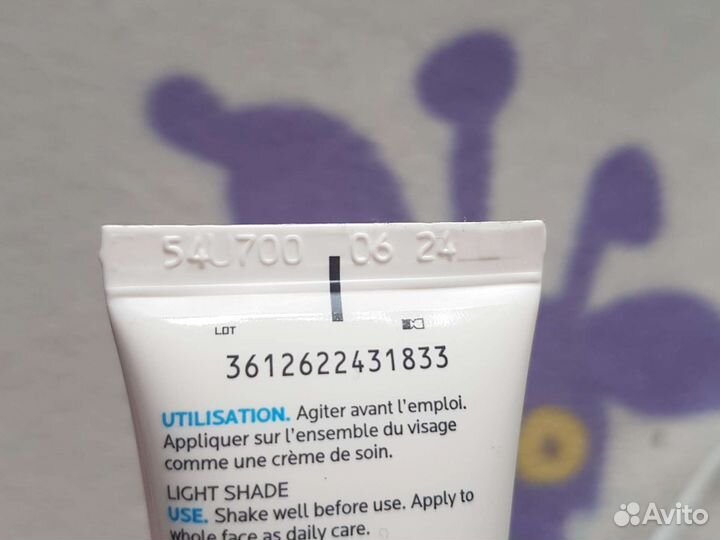 54J700 06 24
LOT
3612622431833
UTILISATION. Agiter avant l'emploi.
Appliquer sur l'ensemble du visage
comme une crème de soin.
LIGHT SHADE
USE. Shake well before use. Apply to
whole face as daily care.
Avito